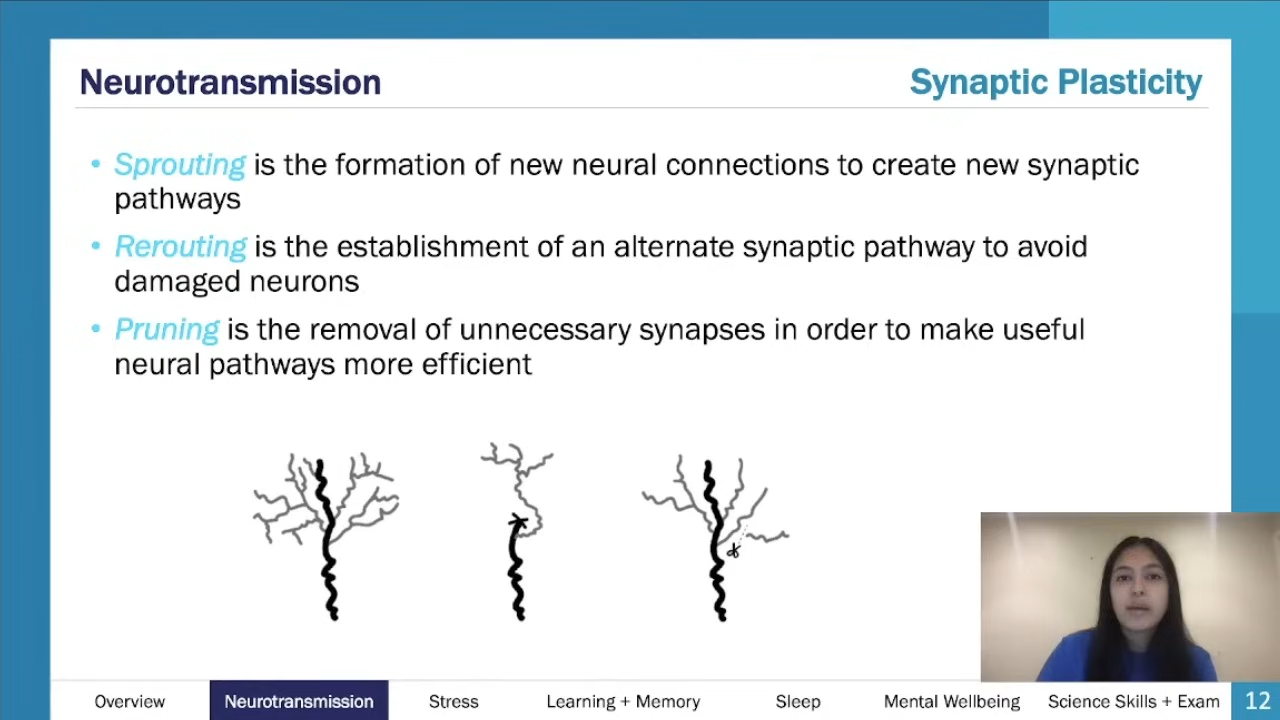 Neurotransmission
Synaptic Plasticity
• Sprouting is the formation of new neural connections to create new synaptic
pathways
• Rerouting is the establishment of an alternate synaptic pathway to avoid
damaged neurons
• Pruning is the removal of unnecessary synapses in order to make useful
neural pathways more efficient
Overview Neurotransmission Stress Learning + Memory Sleep Mental Wellbeing Science Skills + Exam 12